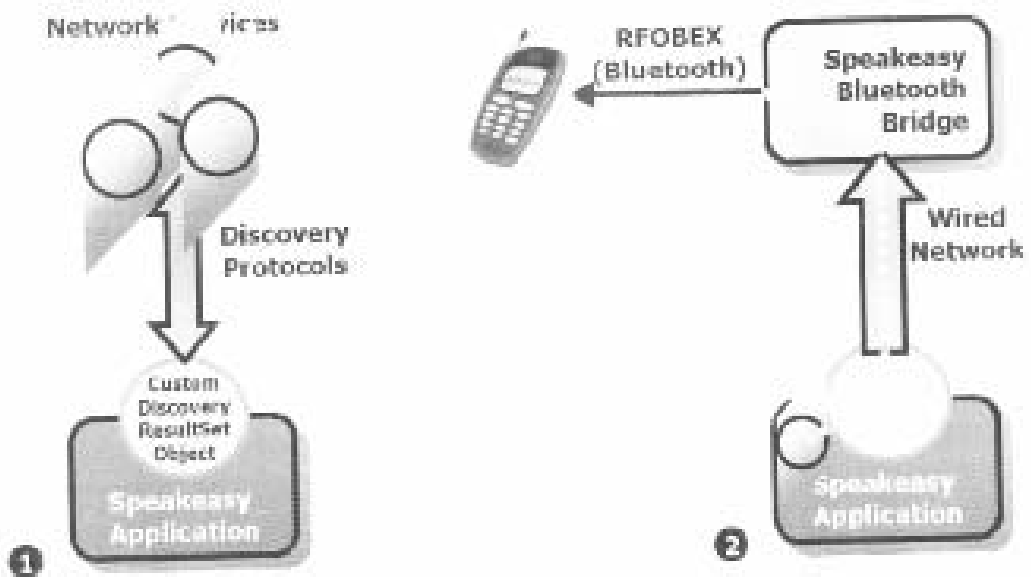 Network
Discovery
Protocols
Custom
Discovery
ResultSet
Object
Speakeasy
Application
1
RFOBEX
(Bluetooth)
Speakeasy
Bluetooth
Bridge
Wired
Network
Speakeasy
Application
2